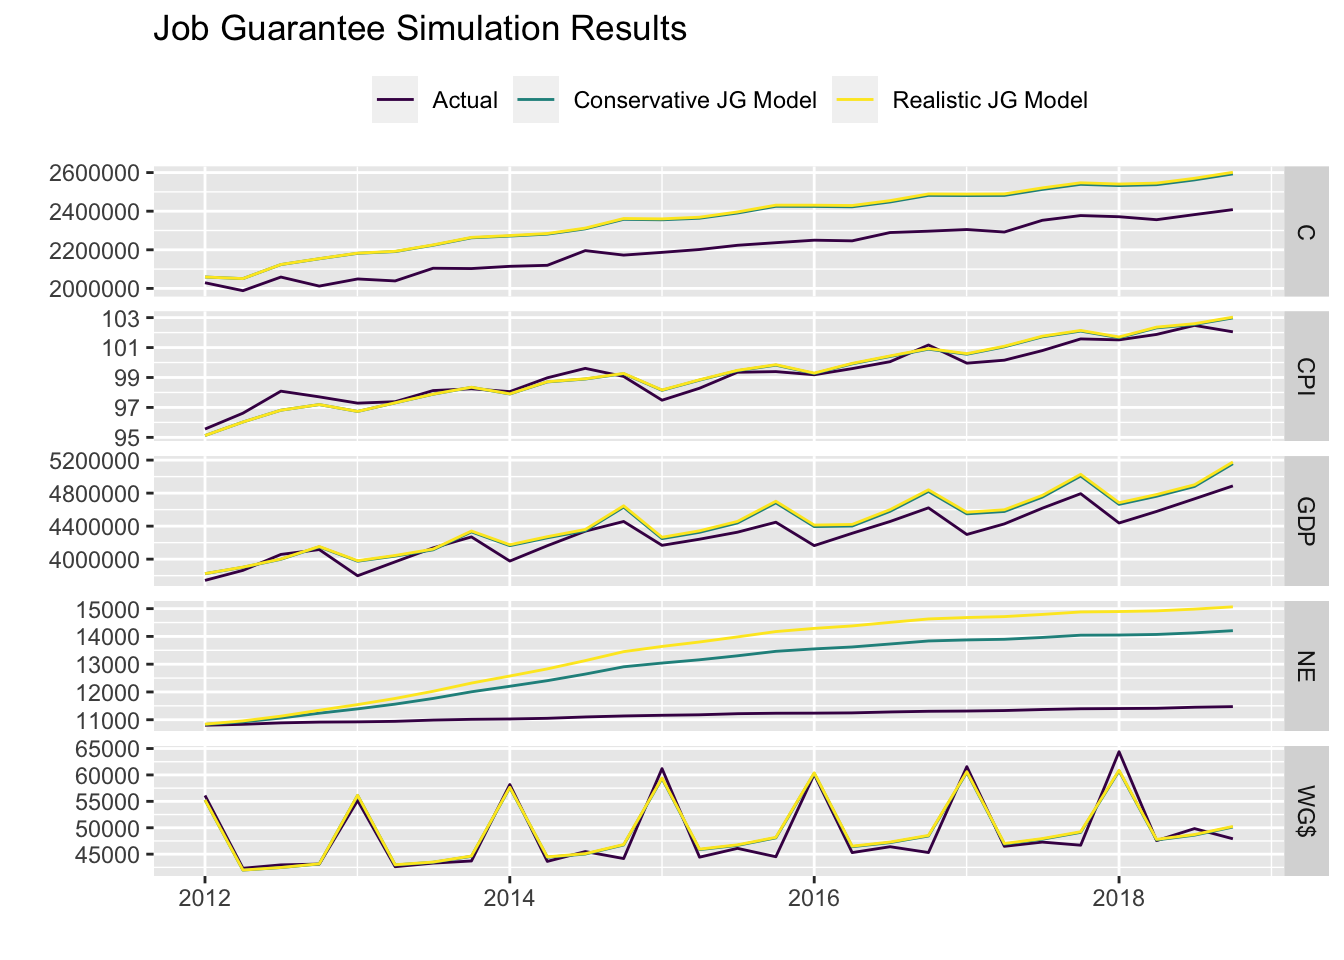 Job Guarantee Simulation Results
Actual Conservative JG Model Realistic JG Model
2600000
2400000
2200000
2000000
C
103
101
99
97
95
CPI
5200000
4800000
4400000
4000000
GDP
15000
14000
13000
12000
11000
NE
65000
60000
55000
50000
45000
WG$
2012 2014 2016 2018